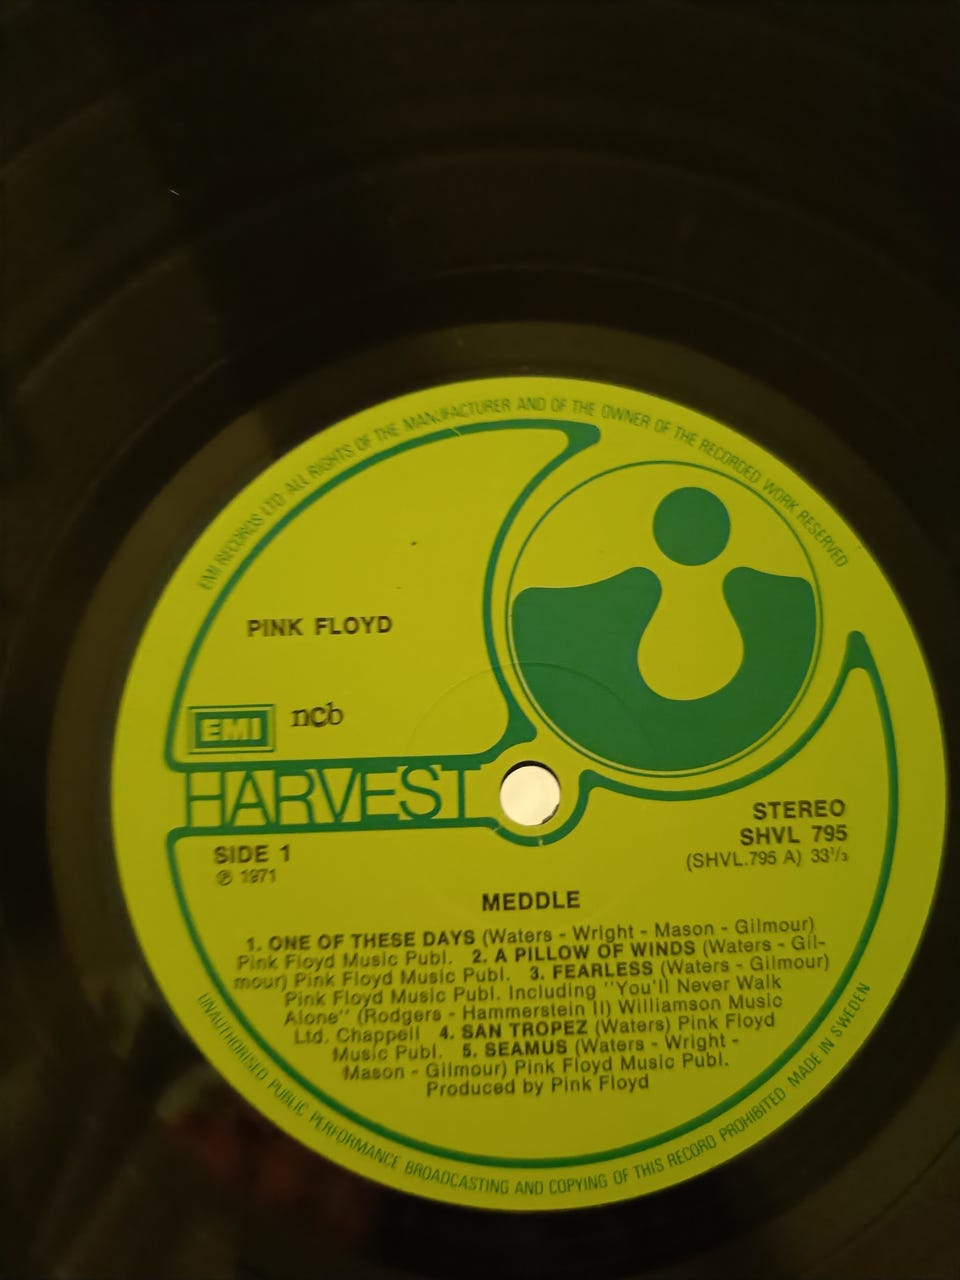 EMI RECORDS LTD ALL RIGHTS OF THE MANUFACTURER AND OF THE OWNER OF THE RECORDED WORK RESERVED
PINK FLOYD
EMI ncb
HARVEST
STEREO
SHVL 795
(SHVL.795 A) 33⅓
SIDE 1
℗ 1971
MEDDLE
1. ONE OF THESE DAYS (Waters - Wright - Mason - Gilmour)
Pink Floyd Music Publ. 2. A PILLOW OF WINDS (Waters - Gil-
mour) Pink Floyd Music Publ. 3. FEARLESS (Waters - Gilmour)
Pink Floyd Music Publ. Including "You'll Never Walk
Alone" (Rodgers - Hammerstein II) Williamson Music
Ltd. Chappell 4. SAN TROPEZ (Waters) Pink Floyd
Music Publ. 5. SEAMUS (Waters - Wright -
Mason - Gilmour) Pink Floyd Music Publ.
Produced by Pink Floyd
UNAUTHORISED PUBLIC PERFORMANCE BROADCASTING AND COPYING OF THIS RECORD PROHIBITED MADE IN SWEDEN